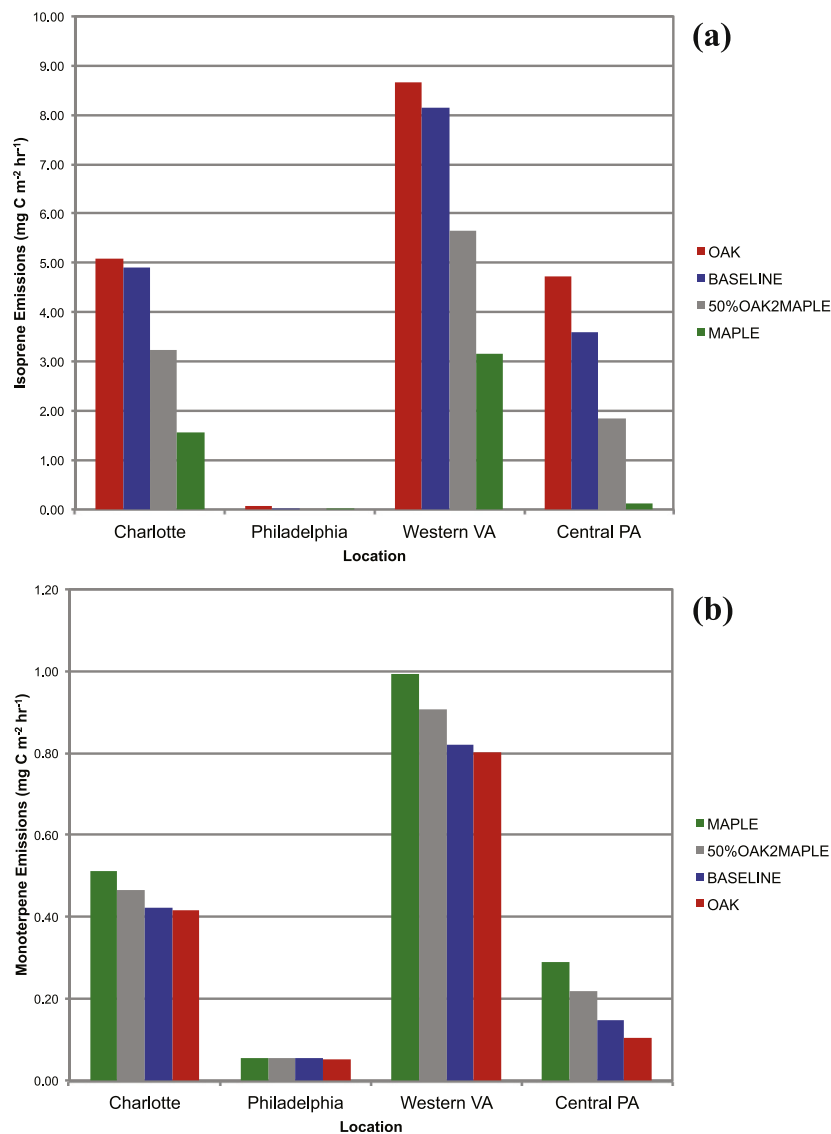 (a)
Isoprene Emissions (mg C m⁻² hr⁻¹)
10.00
9.00
8.00
7.00
6.00
5.00
4.00
3.00
2.00
1.00
0.00
Charlotte Philadelphia Western VA Central PA
Location
OAK
BASELINE
50%OAK2MAPLE
MAPLE
(b)
Monoterpene Emissions (mg C m⁻² hr⁻¹)
1.20
1.00
0.80
0.60
0.40
0.20
0.00
Charlotte Philadelphia Western VA Central PA
Location
MAPLE
50%OAK2MAPLE
BASELINE
OAK